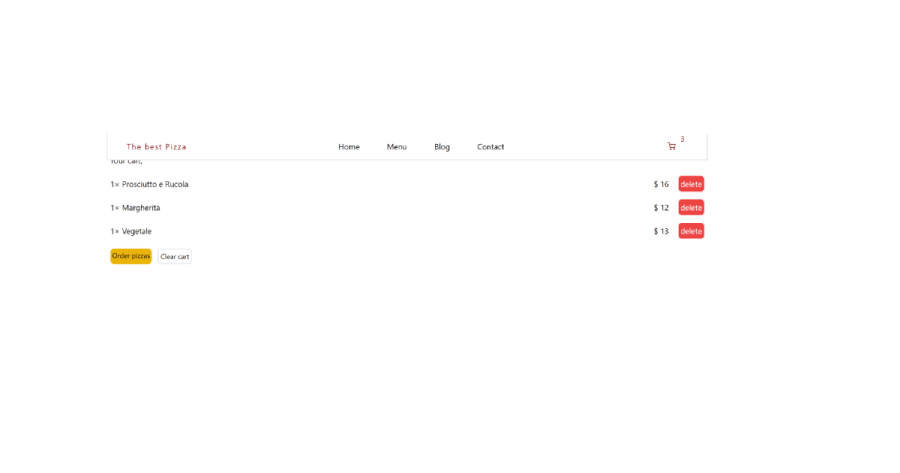 The best Pizza Home Menu Blog Contact 3
Your cart,
1× Prosciutto e Rucola $ 16 delete
1× Margherita $ 12 delete
1× Vegetale $ 13 delete
Order pizzas Clear cart